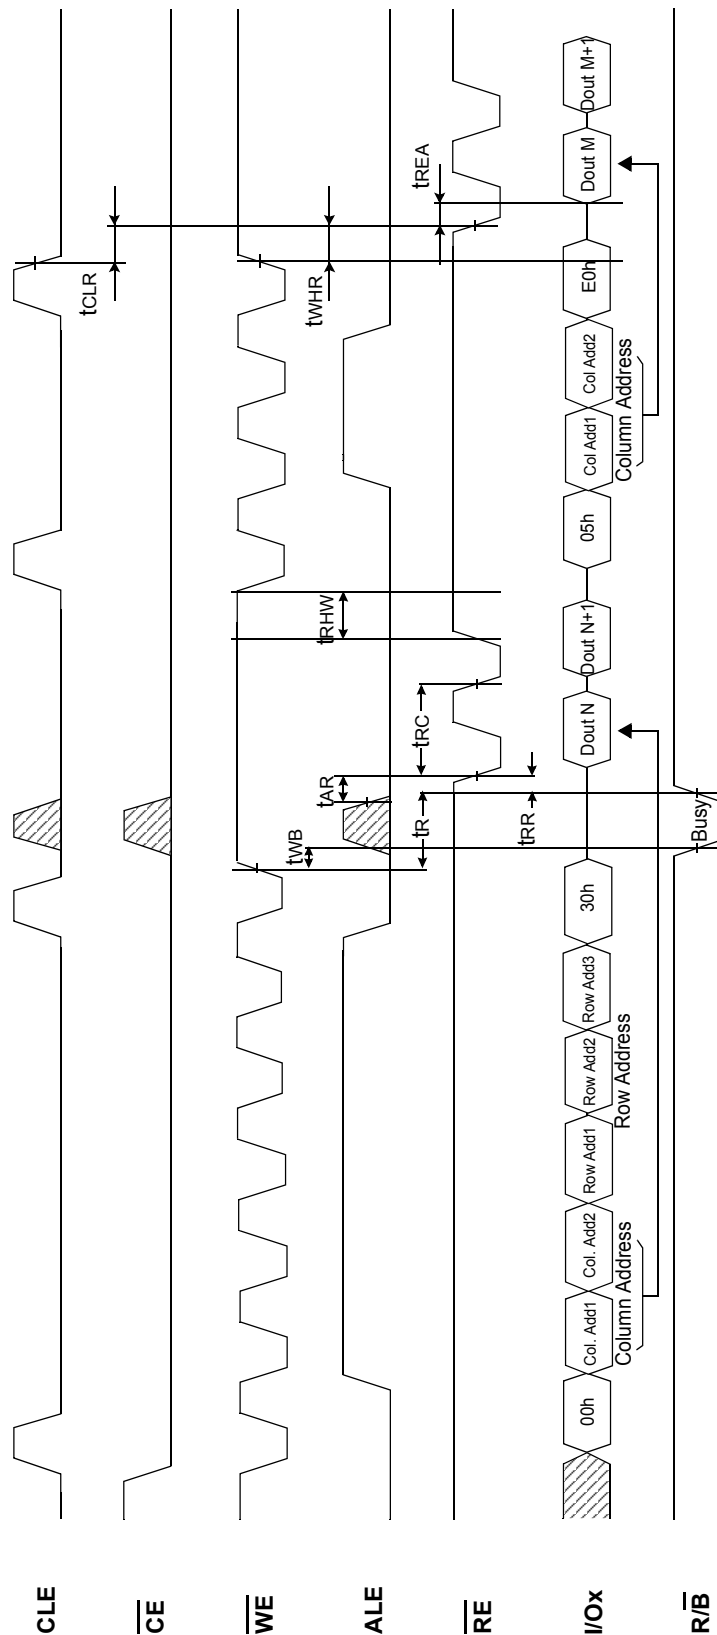 CLE
CE
WE
ALE
RE
I/Ox
R/B
tCLR
tWB
tWHR
tAR
tRHW
tR
tRC
tREA
tRR
00h
Col. Add1
Col. Add2
Row Add1
Row Add2
Row Add3
30h
Dout N
Dout N+1
05h
Col Add1
Col Add2
E0h
Dout M
Dout M+1
Column Address
Row Address
Column Address
Busy